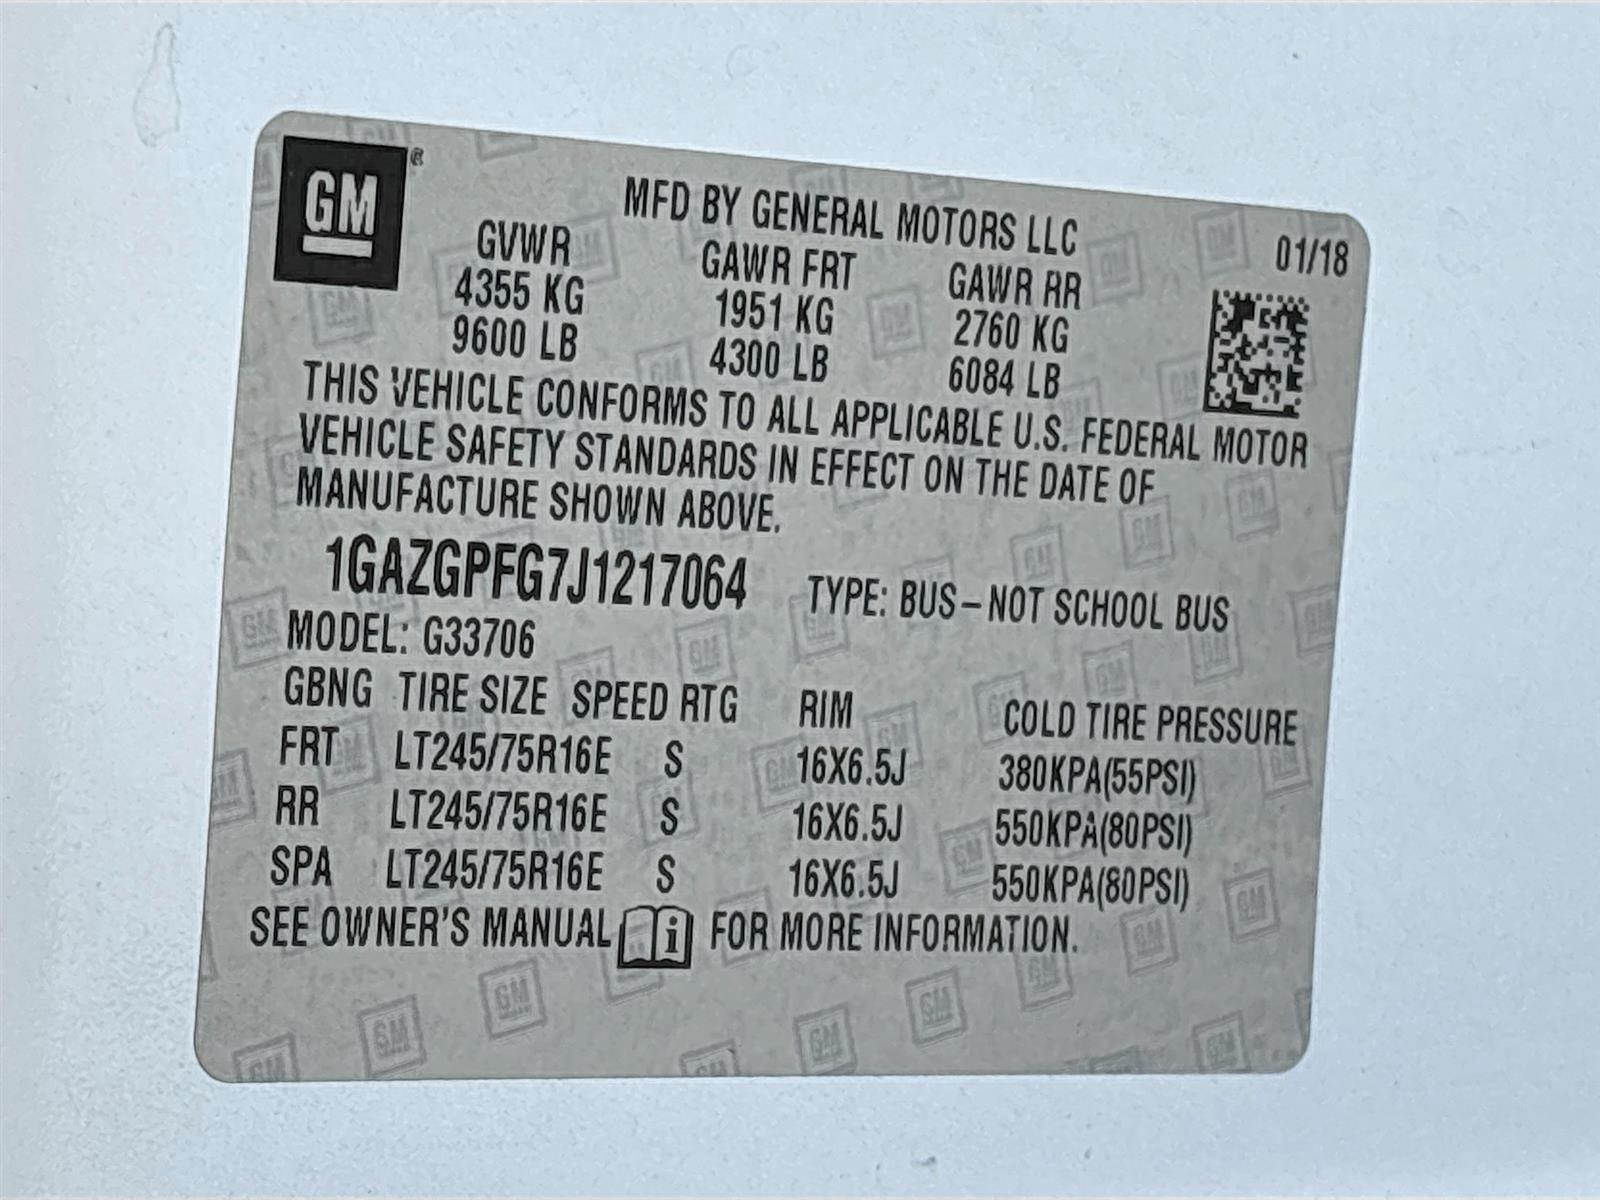 GM
MFD BY GENERAL MOTORS LLC
01/18
GVWR GAWR FRT GAWR RR
4355 KG 1951 KG 2760 KG
9600 LB 4300 LB 6084 LB
THIS VEHICLE CONFORMS TO ALL APPLICABLE U.S. FEDERAL MOTOR
VEHICLE SAFETY STANDARDS IN EFFECT ON THE DATE OF
MANUFACTURE SHOWN ABOVE.
1GAZGPFG7J1217064 TYPE: BUS – NOT SCHOOL BUS
MODEL: G33706
GBNG TIRE SIZE SPEED RTG RIM COLD TIRE PRESSURE
FRT LT245/75R16E S 16X6.5J 380KPA(55PSI)
RR LT245/75R16E S 16X6.5J 550KPA(80PSI)
SPA LT245/75R16E S 16X6.5J 550KPA(80PSI)
SEE OWNER'S MANUAL i FOR MORE INFORMATION.